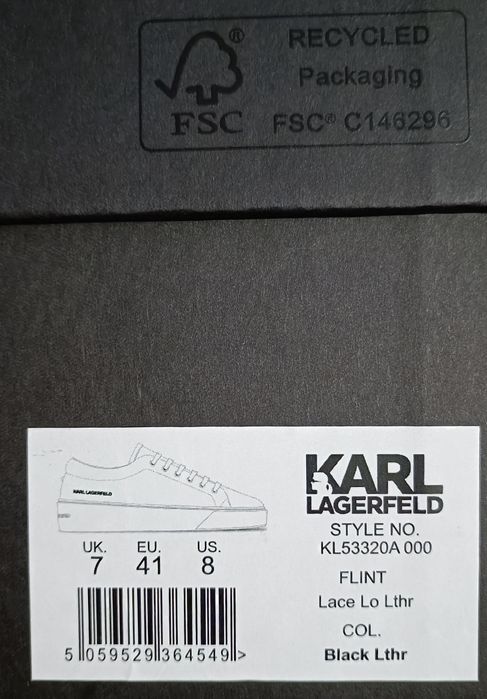 RECYCLED
Packaging
FSC® C146296
FSC
KARL
LAGERFELD
STYLE NO.
KL53320A 000
FLINT
Lace Lo Lthr
COL.
Black Lthr
KARL LAGERFELD
UK. EU. US.
7 41 8
5 059529 364549 >